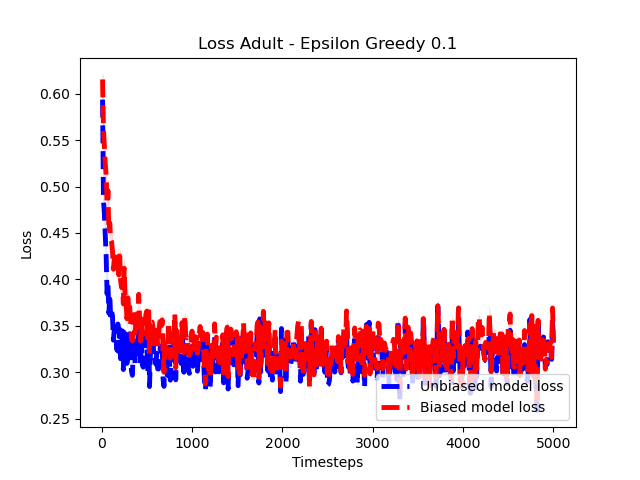 Loss Adult - Epsilon Greedy 0.1
0.60
0.55
0.50
0.45
0.40
0.35
0.30
0.25
Loss
Unbiased model loss
Biased model loss
0
1000
2000
3000
4000
5000
Timesteps